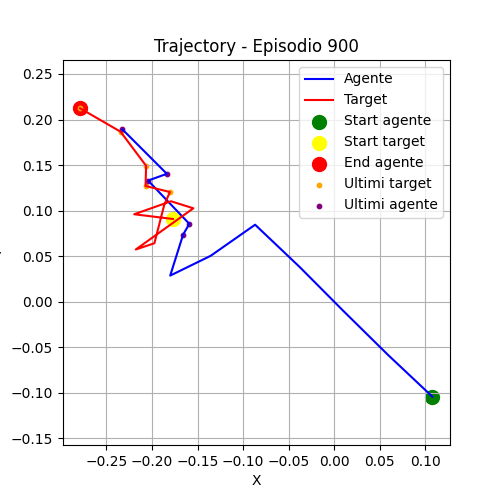 Trajectory - Episodio 900
0.25
0.20
0.15
0.10
0.05
0.00
−0.05
−0.10
−0.15
Agente
Target
Start agente
Start target
End agente
Ultimi target
Ultimi agente
−0.25 −0.20 −0.15 −0.10 −0.05 0.00 0.05 0.10
X